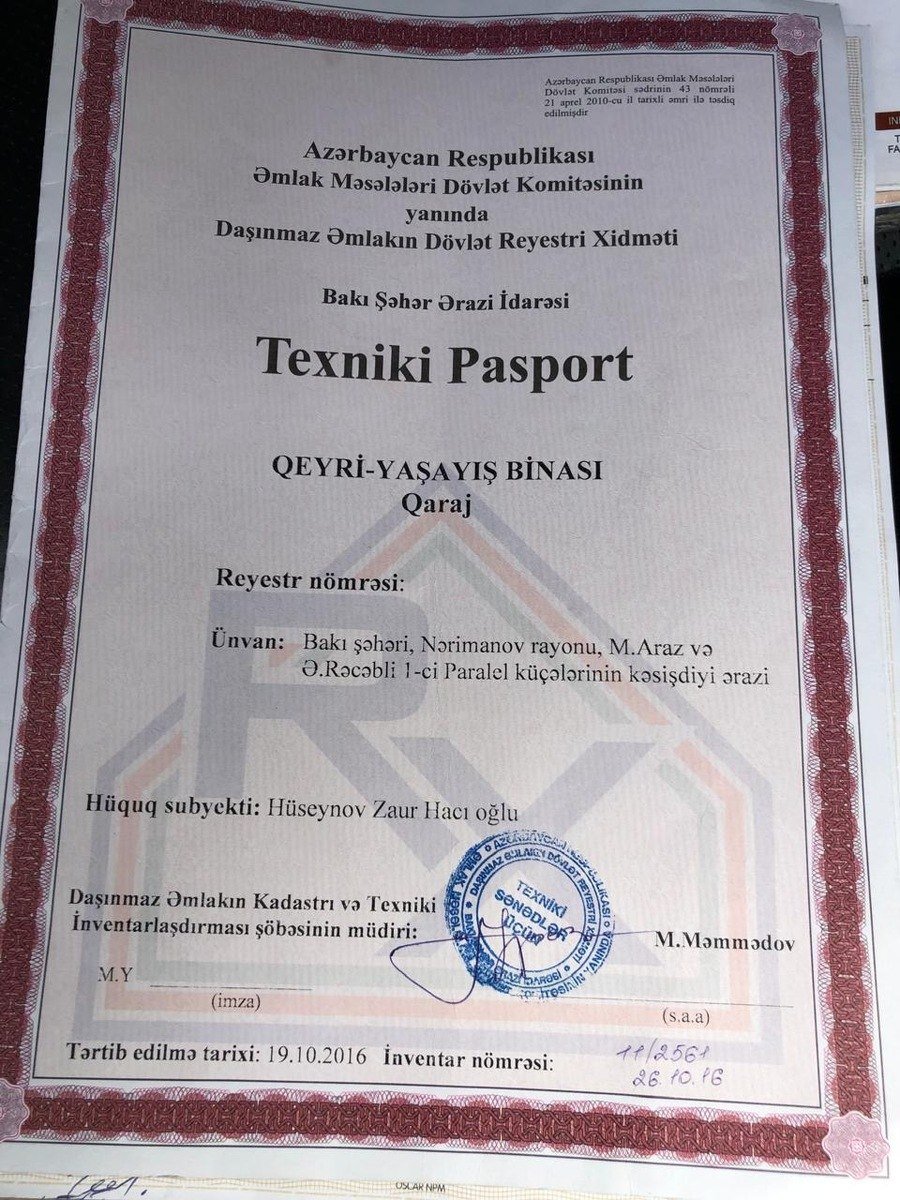 Azərbaycan Respublikası Əmlak Məsələləri
Dövlət Komitəsi sədrinin 43 nömrəli
21 aprel 2010-cu il tarixli əmri ilə təsdiq
edilmişdir
Azərbaycan Respublikası
Əmlak Məsələləri Dövlət Komitəsinin
yanında
Daşınmaz Əmlakın Dövlət Reyestri Xidməti
Bakı Şəhər Ərazi İdarəsi
Texniki Pasport
QEYRİ-YAŞAYIŞ BİNASI
Qaraj
Reyestr nömrəsi:
Ünvan: Bakı şəhəri, Nərimanov rayonu, M.Araz və
Ə.Rəcəbli 1-ci Paralel küçələrinin kəsişdiyi ərazi
Hüquq subyekti: Hüseynov Zaur Hacı oğlu
Daşınmaz Əmlakın Kadastrı və Texniki
İnventarlaşdırması şöbəsinin müdiri:
M.Məmmədov
TEXNİKİ
SƏNƏDLƏR
ÜÇÜN
M.Y
(imza)
(s.a.a)
Tərtib edilmə tarixi: 19.10.2016 İnventar nömrəsi: 11/2561
26.10.16